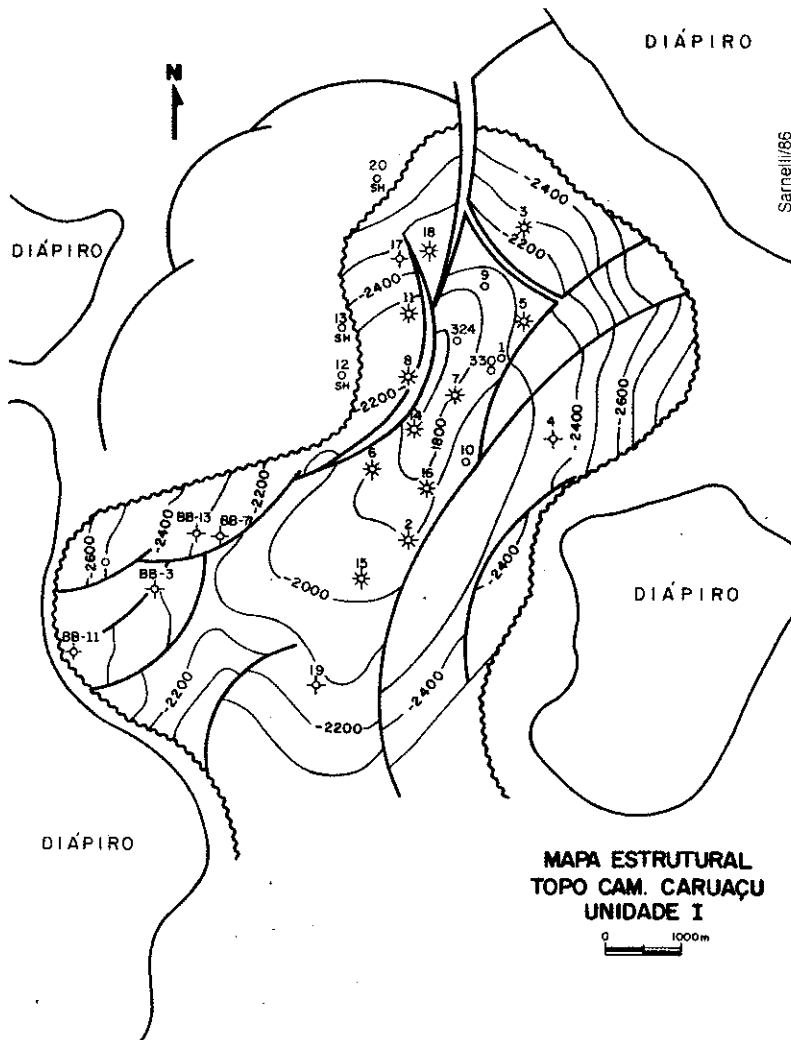 DIÁPIRO
N
Sarnelli/86
20
SH
-2400
3
-2200
DIÁPIRO
17
18
9
-2400
11
5
13
SH
324
1
33
12
SH
8
7
-2200
-2400
-2600
14
-1800
4
6
10
16
-2200
BB-13
BB-7
-2400
-2600
2
BB-3
15
-2000
-2400
DIÁPIRO
BB-11
19
-2200
-2400
-2200
DIÁPIRO
MAPA ESTRUTURAL
TOPO CAM. CARUAÇU
UNIDADE I
0 1000m